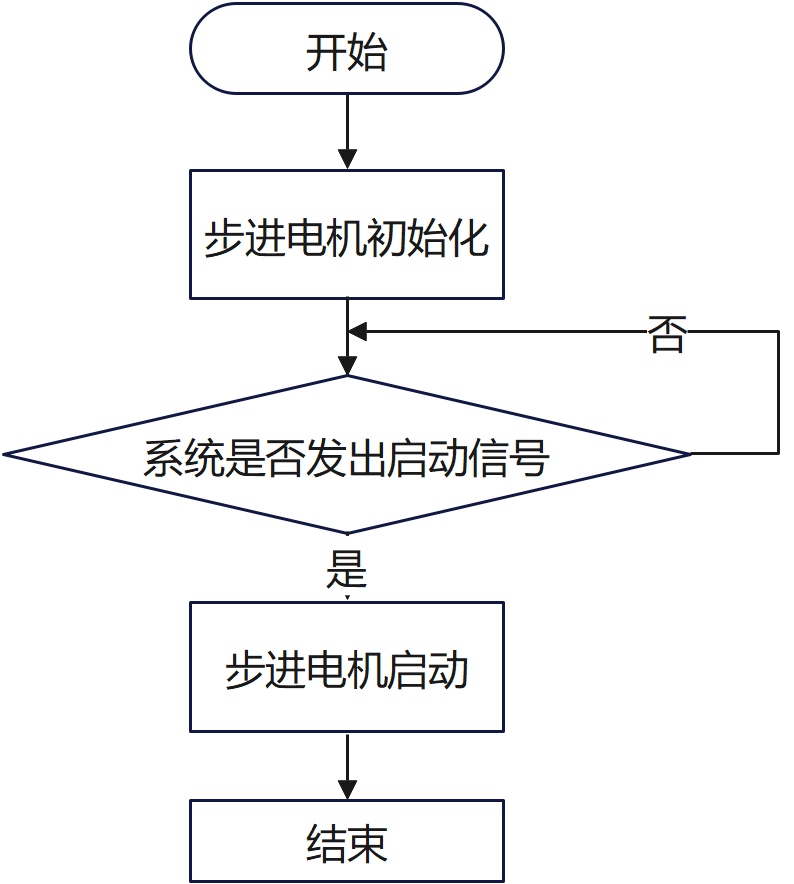 开始
步进电机初始化
否
系统是否发出启动信号
是
步进电机启动
结束